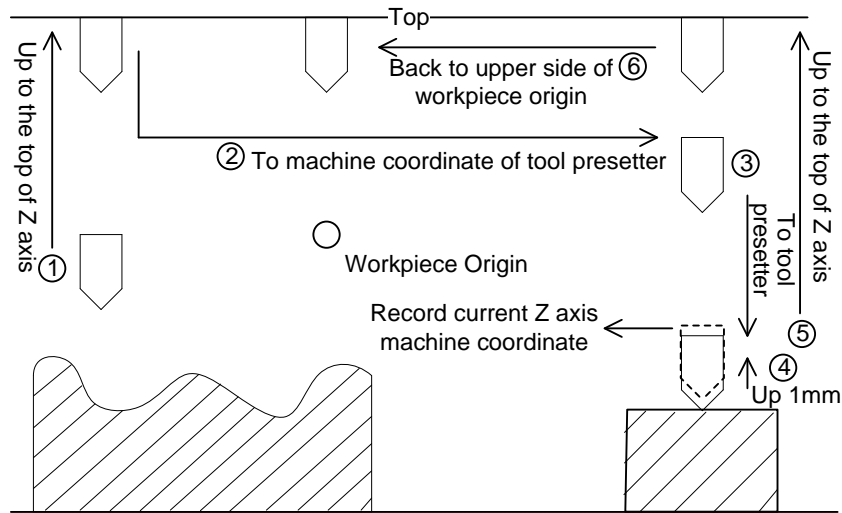 Top
Up to the top of Z axis
①
Back to upper side of ⑥
workpiece origin
② To machine coordinate of tool presetter
③
To tool
presetter
Up to the top of Z axis
Workpiece Origin
Record current Z axis
machine coordinate
⑤
④
Up 1mm